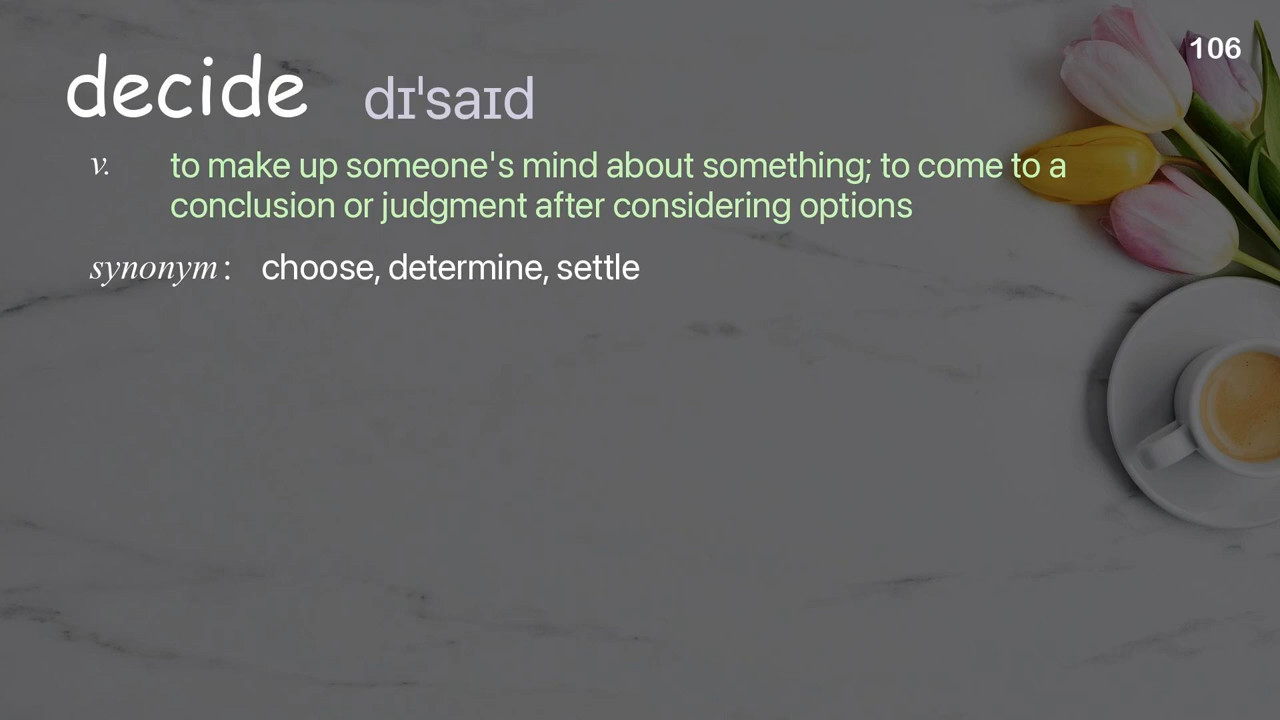 106
decide dɪˈsaɪd
v. to make up someone's mind about something; to come to a
conclusion or judgment after considering options
synonym: choose, determine, settle